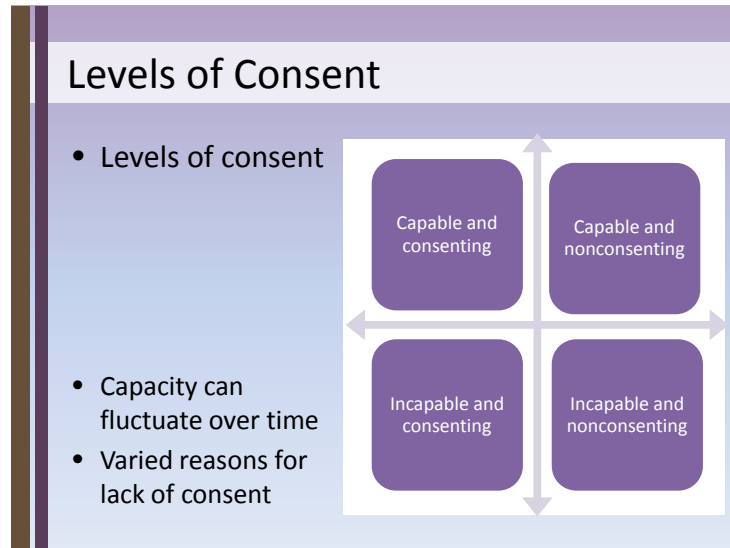 Levels of Consent
• Levels of consent
Capable and
consenting
Capable and
nonconsenting
Incapable and
consenting
Incapable and
nonconsenting
• Capacity can
fluctuate over time
• Varied reasons for
lack of consent